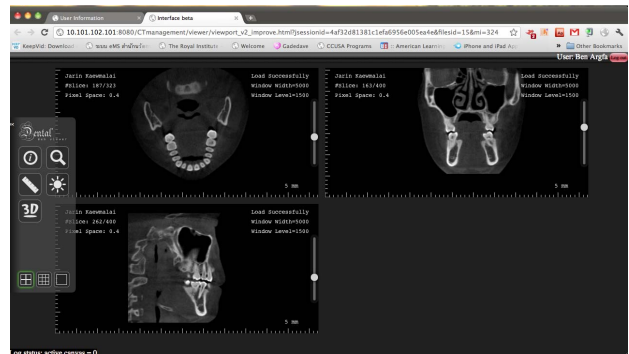 User Information
Interface beta
10.101.102.101:8080/CTmanagement/viewer/viewport_v2_improve.html?jsessionid=4af32d81381c1efa6956e005ea4e&filesid=15&mi=324
KeepVid: Download
The Royal Institute
Welcome
Gadedave
CCUSA Programs
American Learnin
iPhone and iPad Ap
Other Bookmarks
User: Ben Argfa
Jarin Kaewmalai
Load Successfully
#Slice: 187/323
Window Width=5000
Pixel Space: 0.4
Window Level=1500
5 mm
Jarin Kaewmalai
Load Successfully
#Slice: 163/400
Window Width=5000
Pixel Space: 0.4
Window Level=1500
5 mm
Dental
3D
Jarin Kaewmalai
Load Successfully
#Slice: 262/400
Window Width=5000
Pixel Space: 0.4
Window Level=1500
5 mm
Log status: active canvas = 0